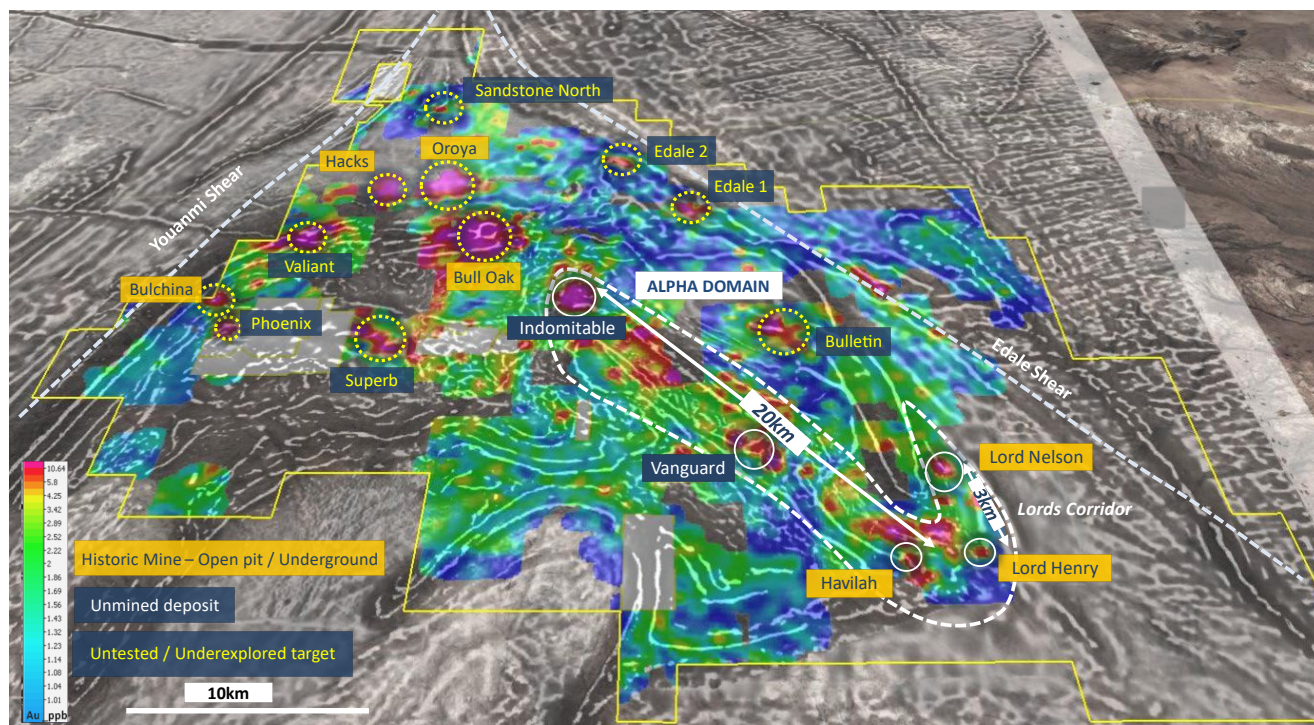 Sandstone North
Hacks
Oroya
Edale 2
Edale 1
Youanmi Shear
Valiant
Bull Oak
Bulchina
Phoenix
ALPHA DOMAIN
Indomitable
Bulletin
Superb
Edale Shear
20km
Vanguard
Lord Nelson
3km
Lords Corridor
Havilah
Lord Henry
10.64
5.8
4.25
3.42
2.89
2.52
2.22
2
1.86
1.69
1.56
1.43
1.32
1.23
1.14
1.08
1.04
1.01
Au ppb
Historic Mine – Open pit / Underground
Unmined deposit
Untested / Underexplored target
10km